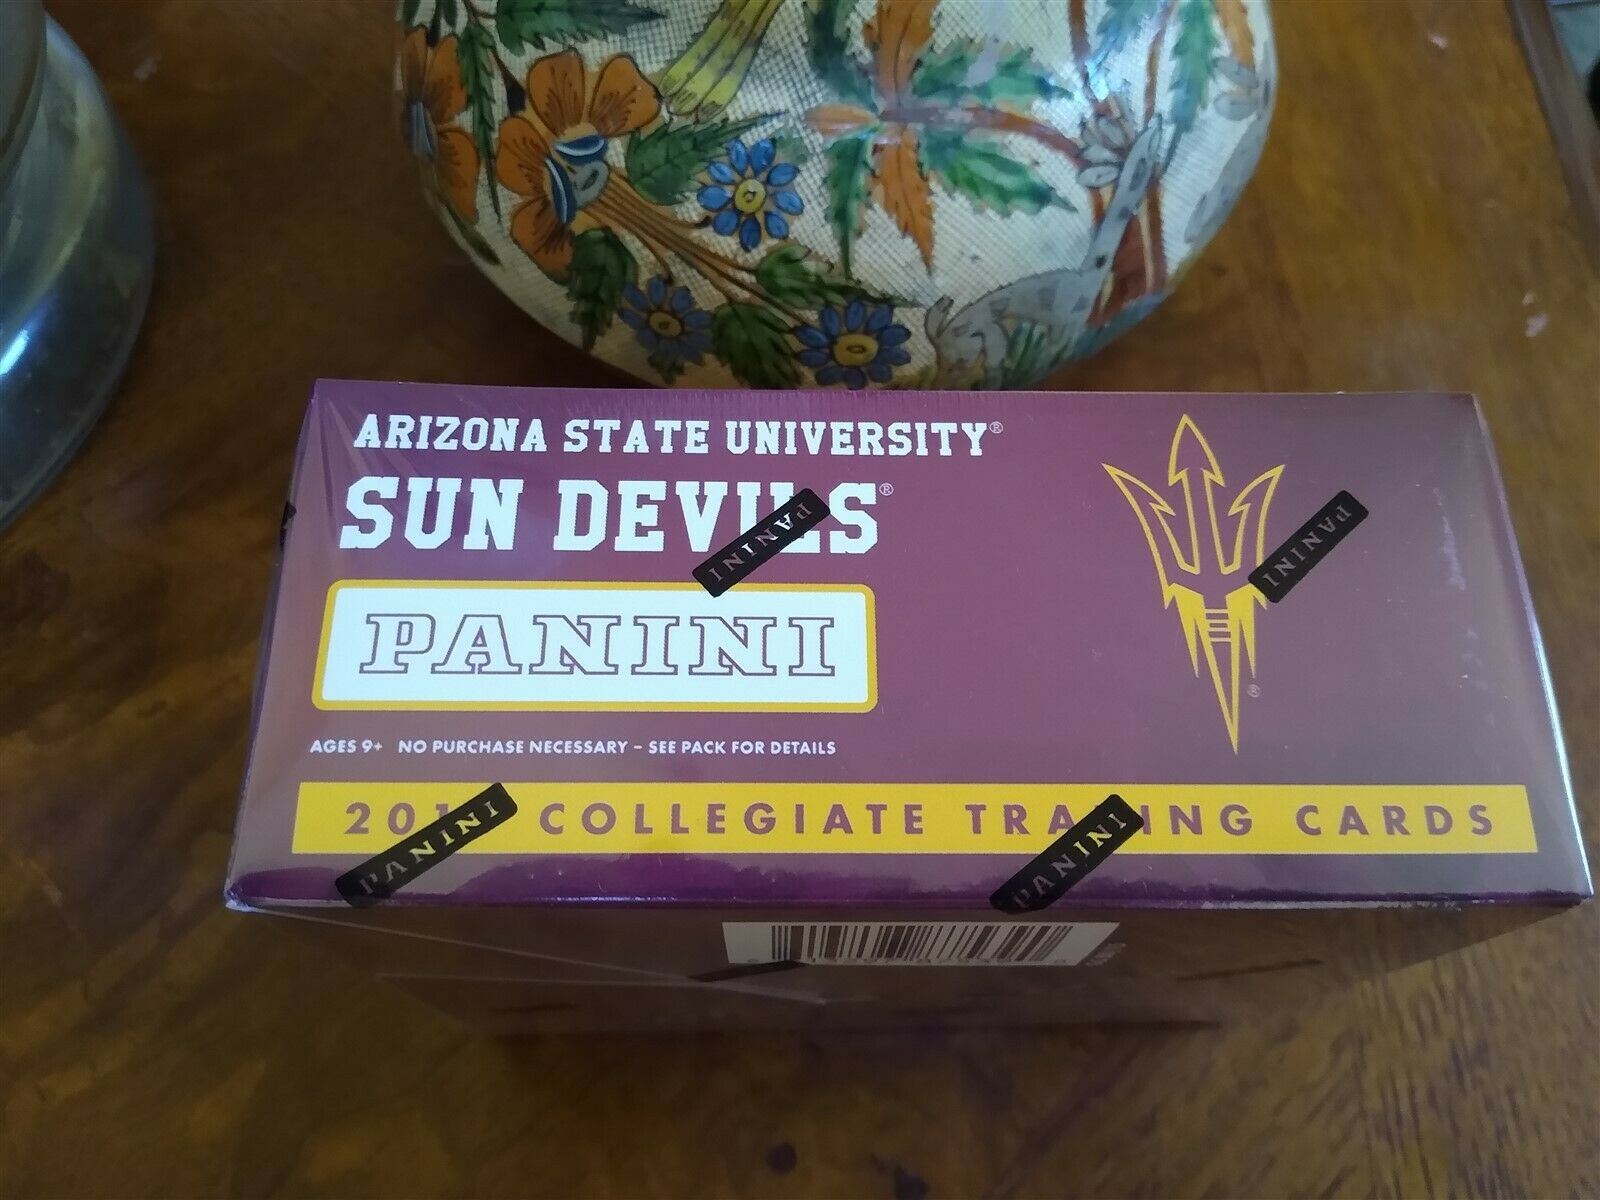 ARIZONA STATE UNIVERSITY®
SUN DEVILS®
PANINI
PANINI
PANINI
AGES 9+ NO PURCHASE NECESSARY – SEE PACK FOR DETAILS
COLLEGIATE TRADING CARDS
PANINI
PANINI